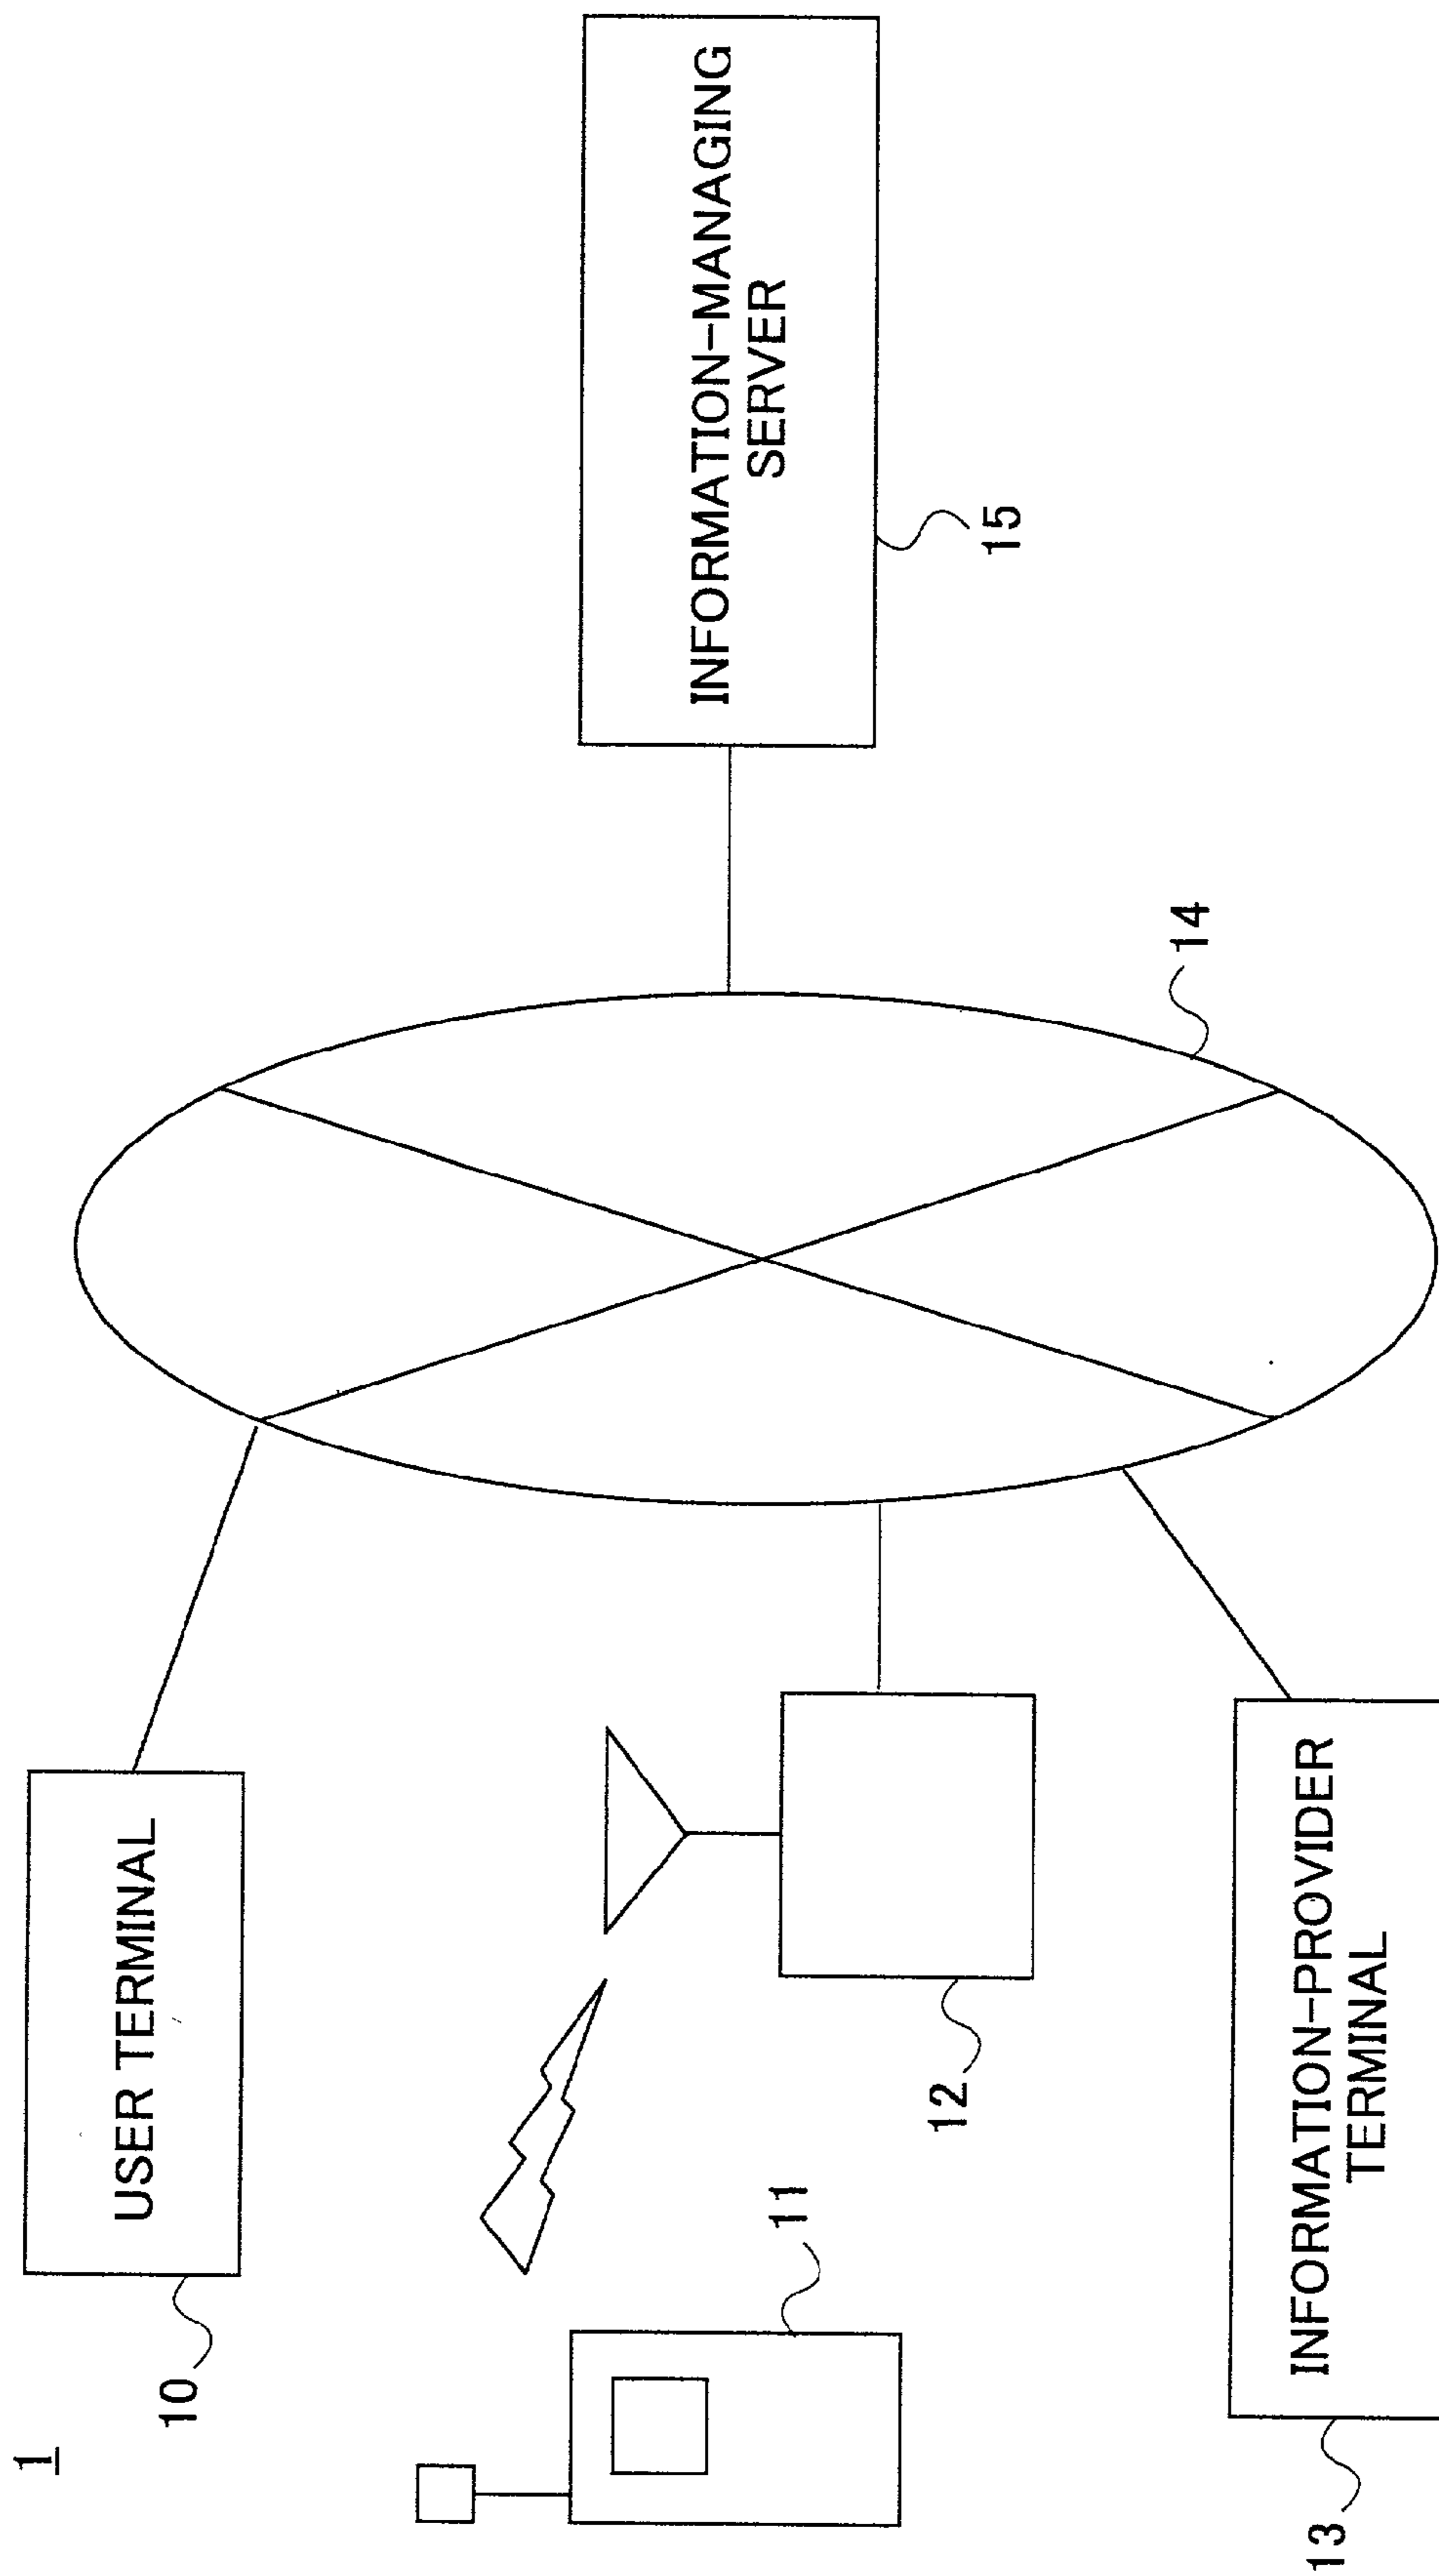 1
10
USER TERMINAL
11
12
13
INFORMATION-PROVIDER
TERMINAL
14
INFORMATION-MANAGING
SERVER
15